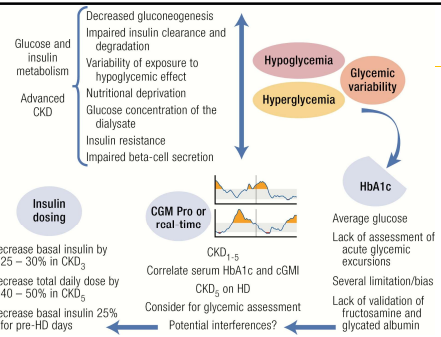 Decreased gluconeogenesis
Impaired insulin clearance and
degradation
Variability of exposure to
hypoglycemic effect
Nutritional deprivation
Glucose concentration of the
dialysate
Insulin resistance
Impaired beta-cell secretion
Glucose and
insulin
metabolism
Advanced
CKD
Hypoglycemia
Hyperglycemia
Glycemic
variability
HbA1c
Average glucose
Lack of assessment of
acute glycemic
excursions
Several limitation/bias
Lack of validation of
fructosamine and
glycated albumin
CGM Pro or
real-time
CKD1-5
Correlate serum HbA1c and cGMI
CKD5 on HD
Consider for glycemic assessment
Potential interferences?
Insulin
dosing
ecrease basal insulin by
25 – 30% in CKD3
ecrease total daily dose by
40 – 50% in CKD5
ecrease basal insulin 25%
for pre-HD days